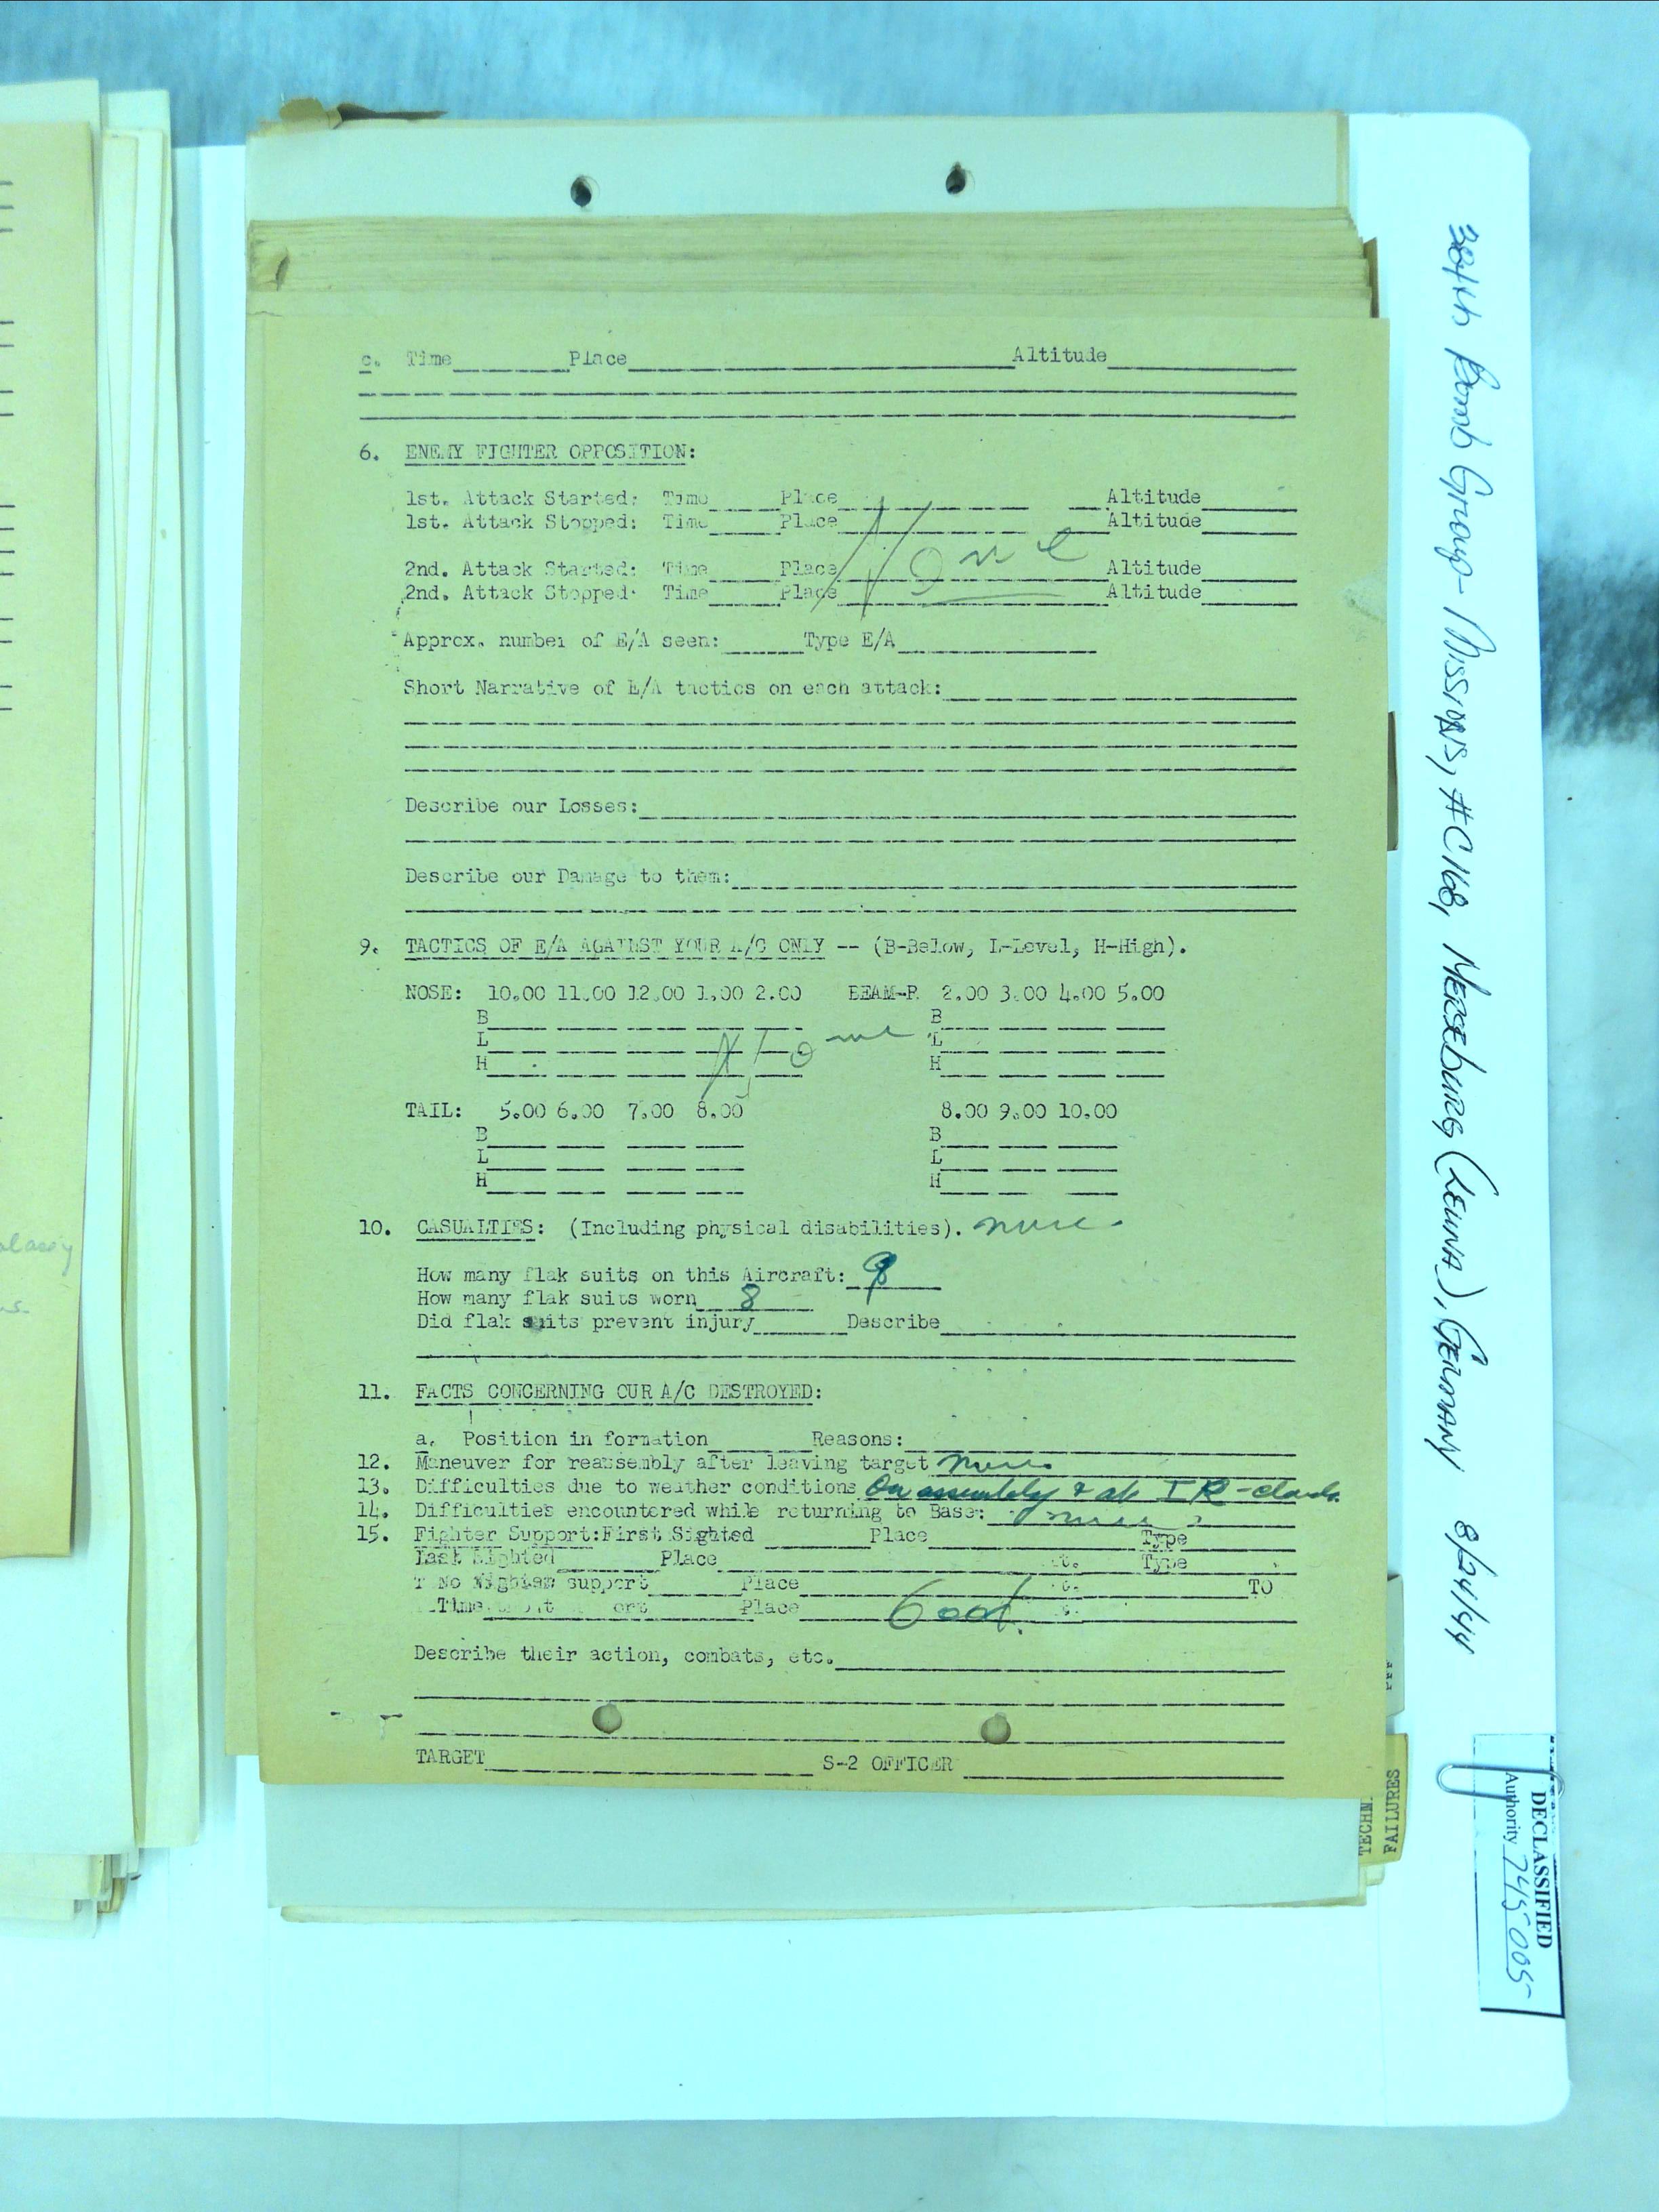 c. Time Place Altitude
6. ENEMY FIGHTER OPPOSITION:
1st. Attack Started: Time Place Altitude
1st. Attack Stopped: Time Place Altitude
None
2nd. Attack Started: Time Place Altitude
2nd. Attack Stopped: Time Place Altitude
Approx. number of E/A seen: Type E/A
Short Narrative of E/A tactics on each attack:
Describe our Losses:
Describe our Damage to them:
9. TACTICS OF E/A AGAINST YOUR A/C ONLY -- (B-Below, L-Level, H-High).
NOSE: 10.00 11.00 12.00 1.00 2.00 BEAM-R 2.00 3.00 4.00 5.00
B B
L None L
H H
TAIL: 5.00 6.00 7.00 8.00 8.00 9.00 10.00
B B
L L
H H
10. CASUALTIES: (Including physical disabilities). none
How many flak suits on this Aircraft: 9
How many flak suits worn 8
Did flak suits prevent injury Describe
11. FACTS CONCERNING OUR A/C DESTROYED:
a. Position in formation Reasons:
12. Maneuver for reassembly after leaving target none
13. Difficulties due to weather conditions On assembly & at IP - clouds
14. Difficulties encountered while returning to Base: none
15. Fighter Support: First Sighted Place Type
Last Sighted Place Type
No support Place TO
Time Place Good.
Describe their action, combats, etc.
TARGET S-2 OFFICER
384th Bomb Group - Missions, #C168, MERSEBURG (LEUNA), GERMANY 8/24/44
DECLASSIFIED
Authority 745005
TECHN
FAILURES